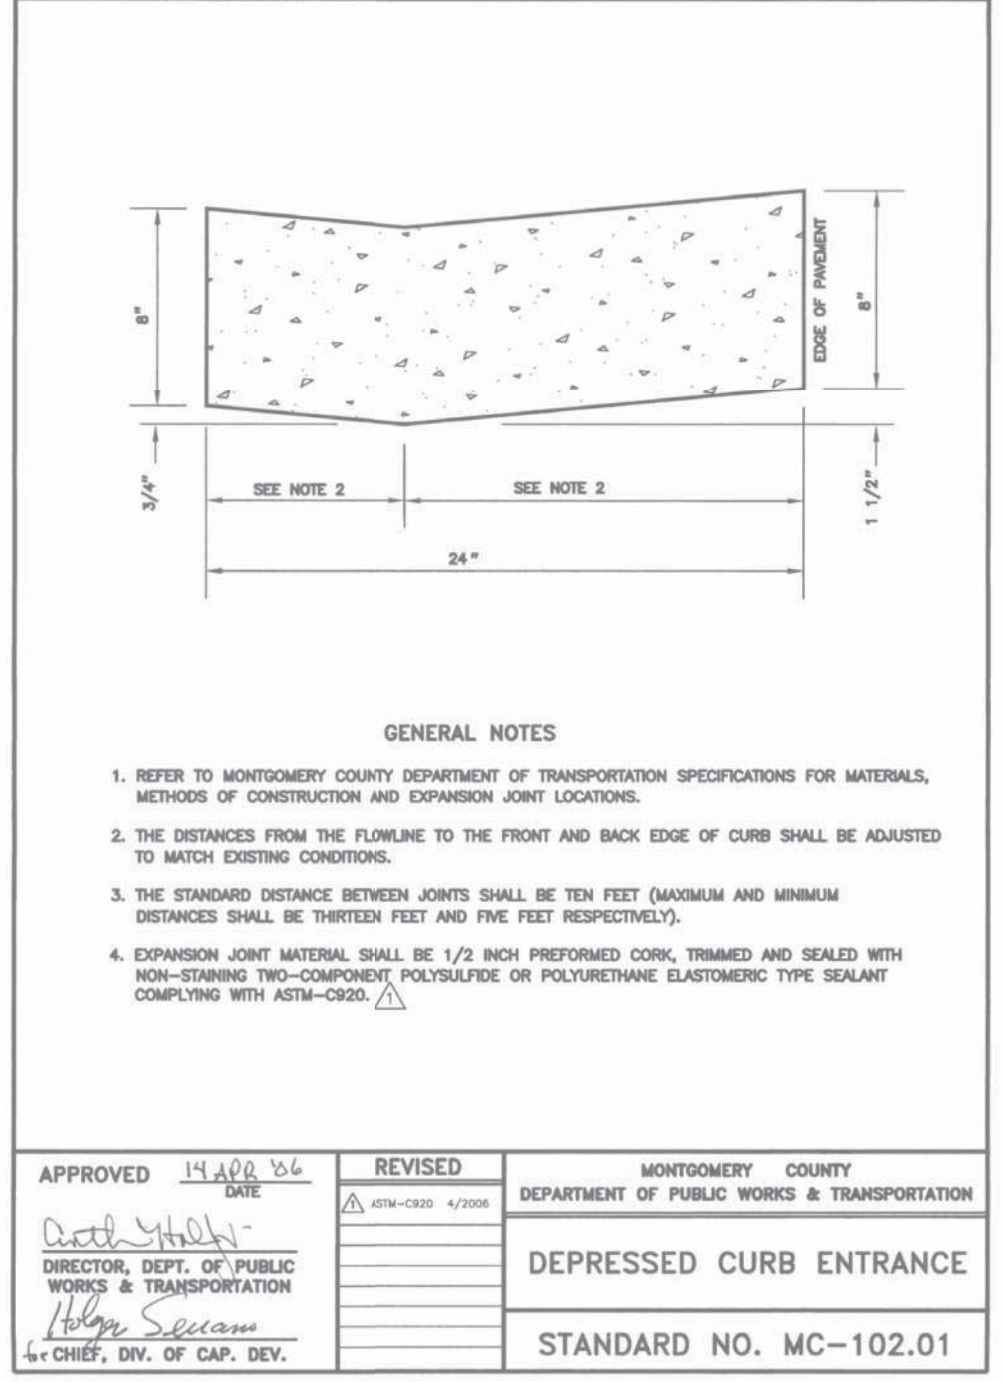 8"
EDGE OF PAVEMENT
8"
3/4"
SEE NOTE 2
SEE NOTE 2
1 1/2"
24"
GENERAL NOTES
1. REFER TO MONTGOMERY COUNTY DEPARTMENT OF TRANSPORTATION SPECIFICATIONS FOR MATERIALS,
METHODS OF CONSTRUCTION AND EXPANSION JOINT LOCATIONS.
2. THE DISTANCES FROM THE FLOWLINE TO THE FRONT AND BACK EDGE OF CURB SHALL BE ADJUSTED
TO MATCH EXISTING CONDITIONS.
3. THE STANDARD DISTANCE BETWEEN JOINTS SHALL BE TEN FEET (MAXIMUM AND MINIMUM
DISTANCES SHALL BE THIRTEEN FEET AND FIVE FEET RESPECTIVELY).
4. EXPANSION JOINT MATERIAL SHALL BE 1/2 INCH PREFORMED CORK, TRIMMED AND SEALED WITH
NON-STAINING TWO-COMPONENT POLYSULFIDE OR POLYURETHANE ELASTOMERIC TYPE SEALANT
COMPLYING WITH ASTM-C920. 1
APPROVED 14 APR '06
DATE
DIRECTOR, DEPT. OF PUBLIC
WORKS & TRANSPORTATION
Holger
for CHIEF, DIV. OF CAP. DEV.
REVISED
1 ASTM-C920 4/2006
MONTGOMERY COUNTY
DEPARTMENT OF PUBLIC WORKS & TRANSPORTATION
DEPRESSED CURB ENTRANCE
STANDARD NO. MC-102.01